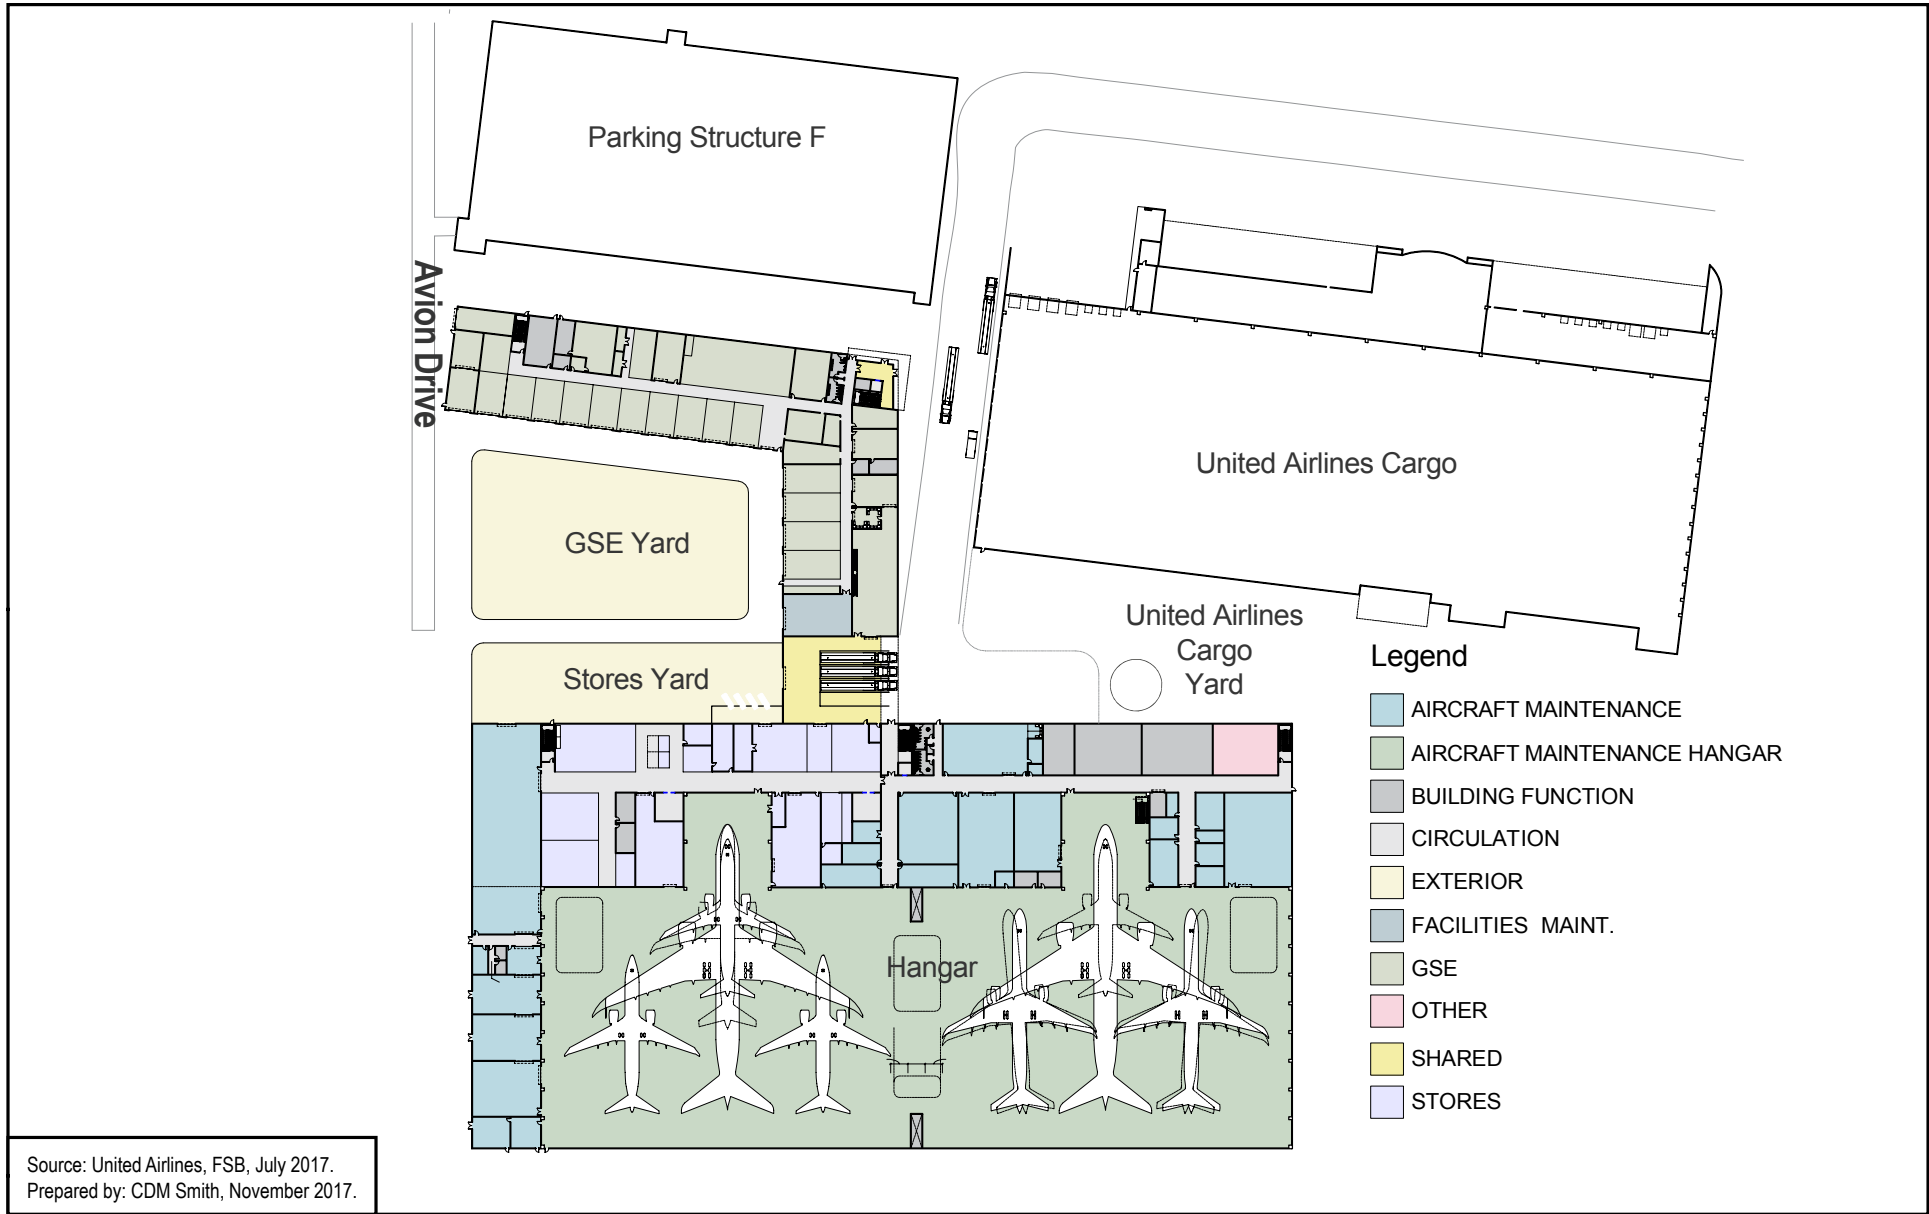 Parking Structure F
Avion Drive
United Airlines Cargo
GSE Yard
United Airlines
Cargo
Yard
Stores Yard
Hangar
Legend
AIRCRAFT MAINTENANCE
AIRCRAFT MAINTENANCE HANGAR
BUILDING FUNCTION
CIRCULATION
EXTERIOR
FACILITIES MAINT.
GSE
OTHER
SHARED
STORES
Source: United Airlines, FSB, July 2017.
Prepared by: CDM Smith, November 2017.